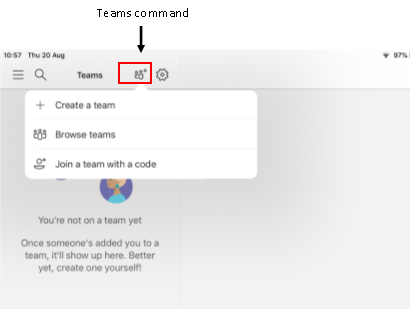 Teams command
10:57 Thu 20 Aug
97%
Teams
Create a team
Browse teams
Join a team with a code
You're not on a team yet
Once someone's added you to a
team, it'll show up here. Better
yet, create one yourself!